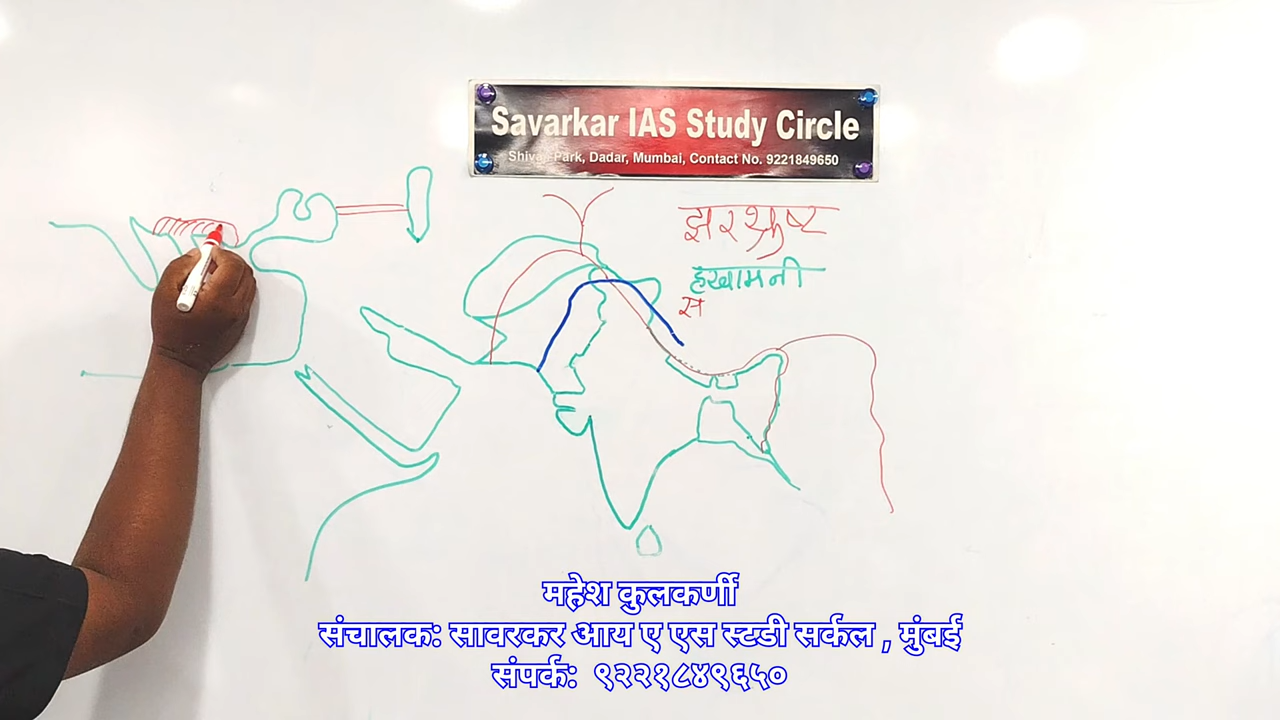 Savarkar IAS Study Circle
Shivaji Park, Dadar, Mumbai, Contact No. 9221849650
झरथ्रुष्ट
हखामनी
स
महेश कुलकर्णी
संचालक: सावरकर आय ए एस स्टडी सर्कल , मुंबई
संपर्क: ९२२१८४९६५०